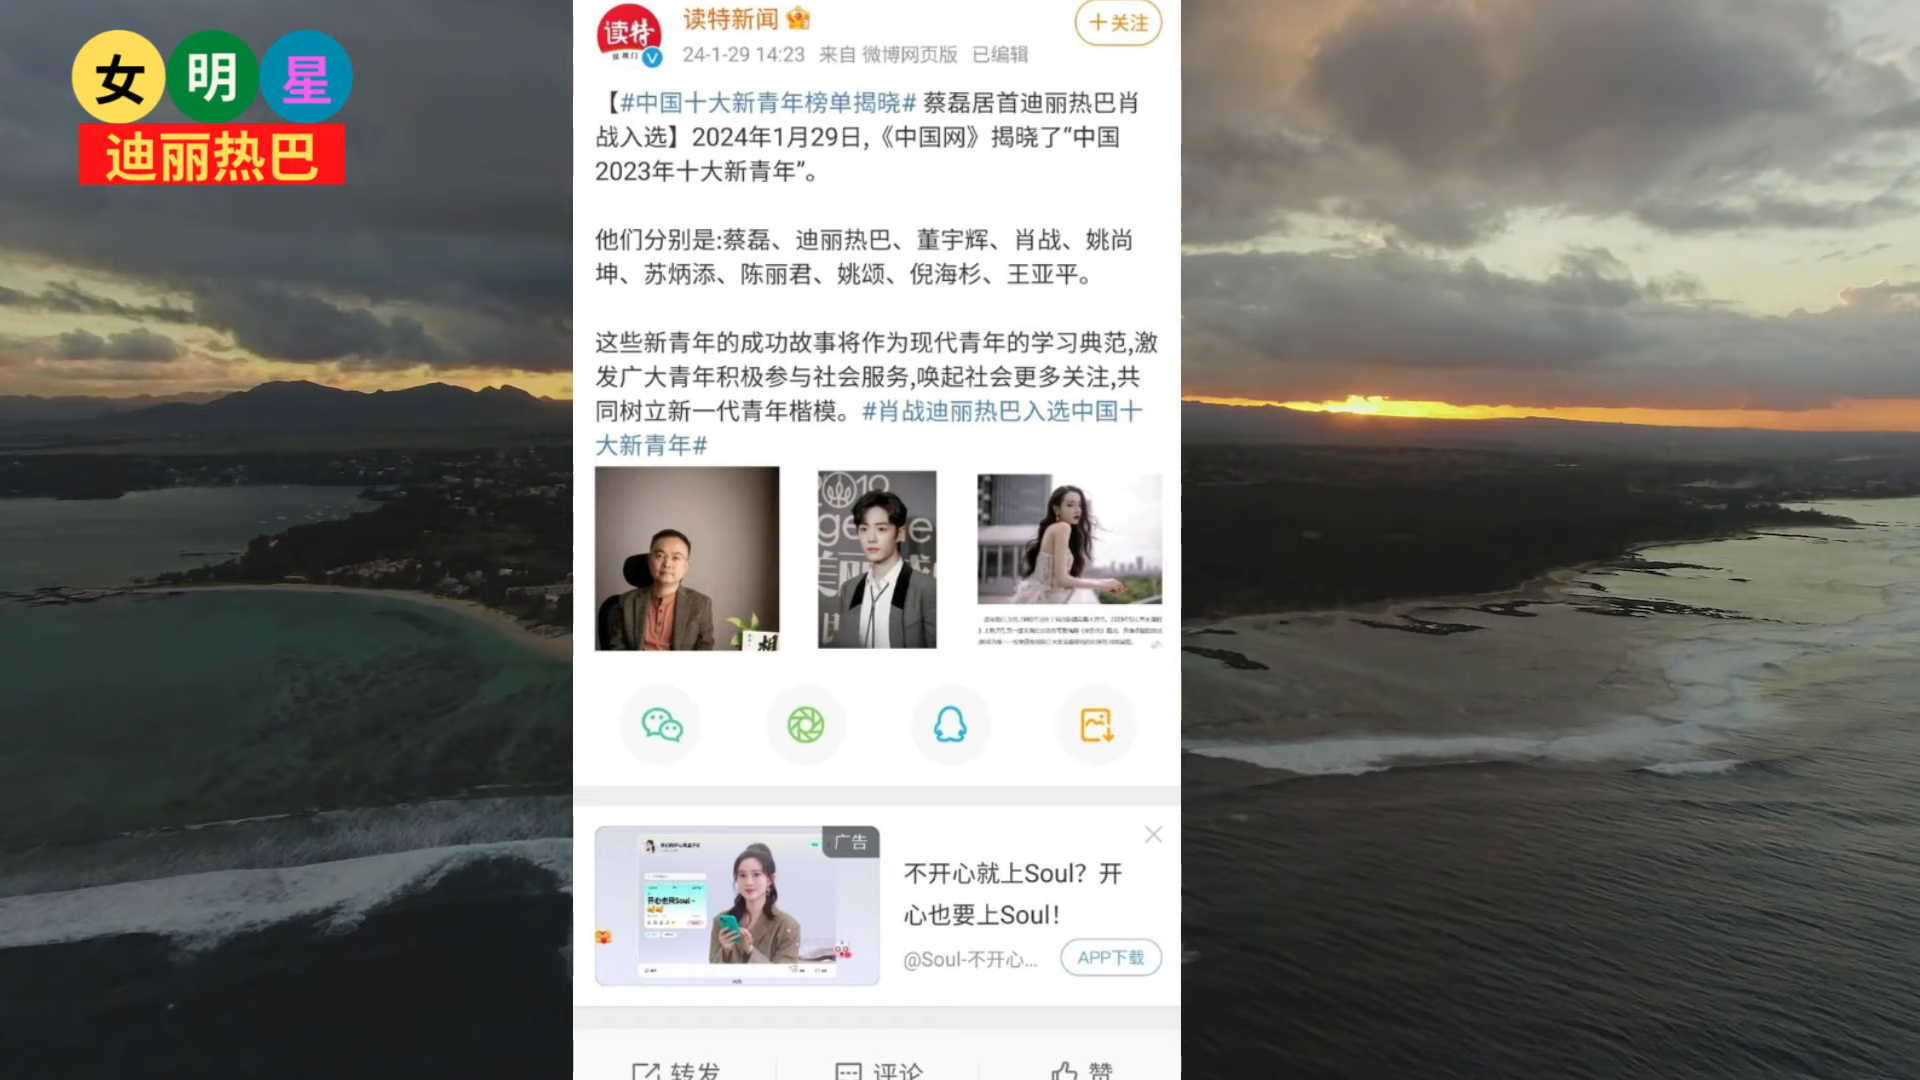 女明星
迪丽热巴
读特
读特新闻
+关注
24-1-29 14:23 来自 微博网页版 已编辑
【#中国十大新青年榜单揭晓# 蔡磊居首迪丽热巴肖
战入选】2024年1月29日,《中国网》揭晓了“中国
2023年十大新青年”。
他们分别是:蔡磊、迪丽热巴、董宇辉、肖战、姚尚
坤、苏炳添、陈丽君、姚颂、倪海杉、王亚平。
这些新青年的成功故事将作为现代青年的学习典范,激
发广大青年积极参与社会服务,唤起社会更多关注,共
同树立新一代青年楷模。#肖战迪丽热巴入选中国十
大新青年#
广告
开心也玩Soul~
不开心就上Soul？开
心也要上Soul！
@Soul-不开心...
APP下载
转发
评论
赞